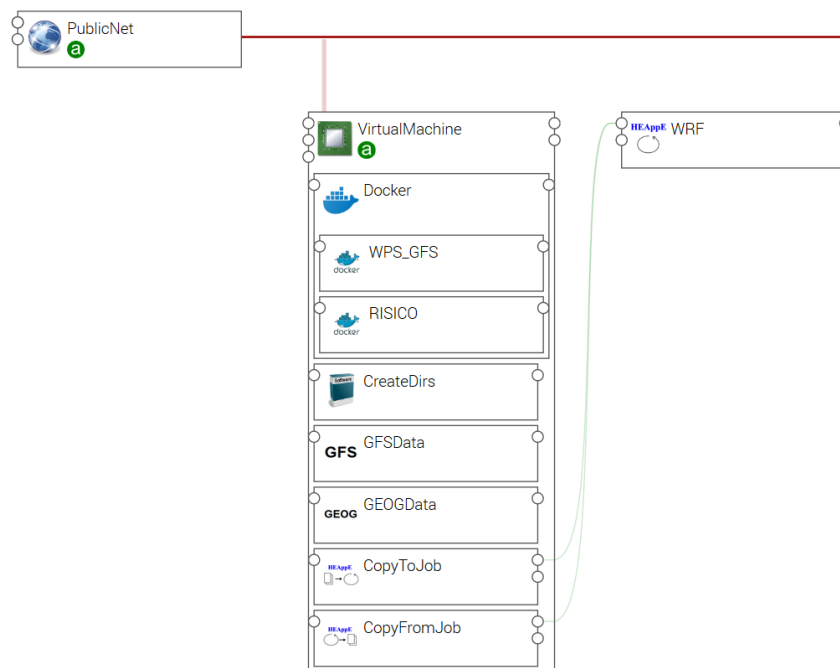 PublicNet
a
VirtualMachine
a
HEAppE WRF
Docker
docker WPS_GFS
docker RISICO
Software CreateDirs
GFS GFSData
GEOG GEOGData
HEAppE CopyToJob
HEAppE CopyFromJob